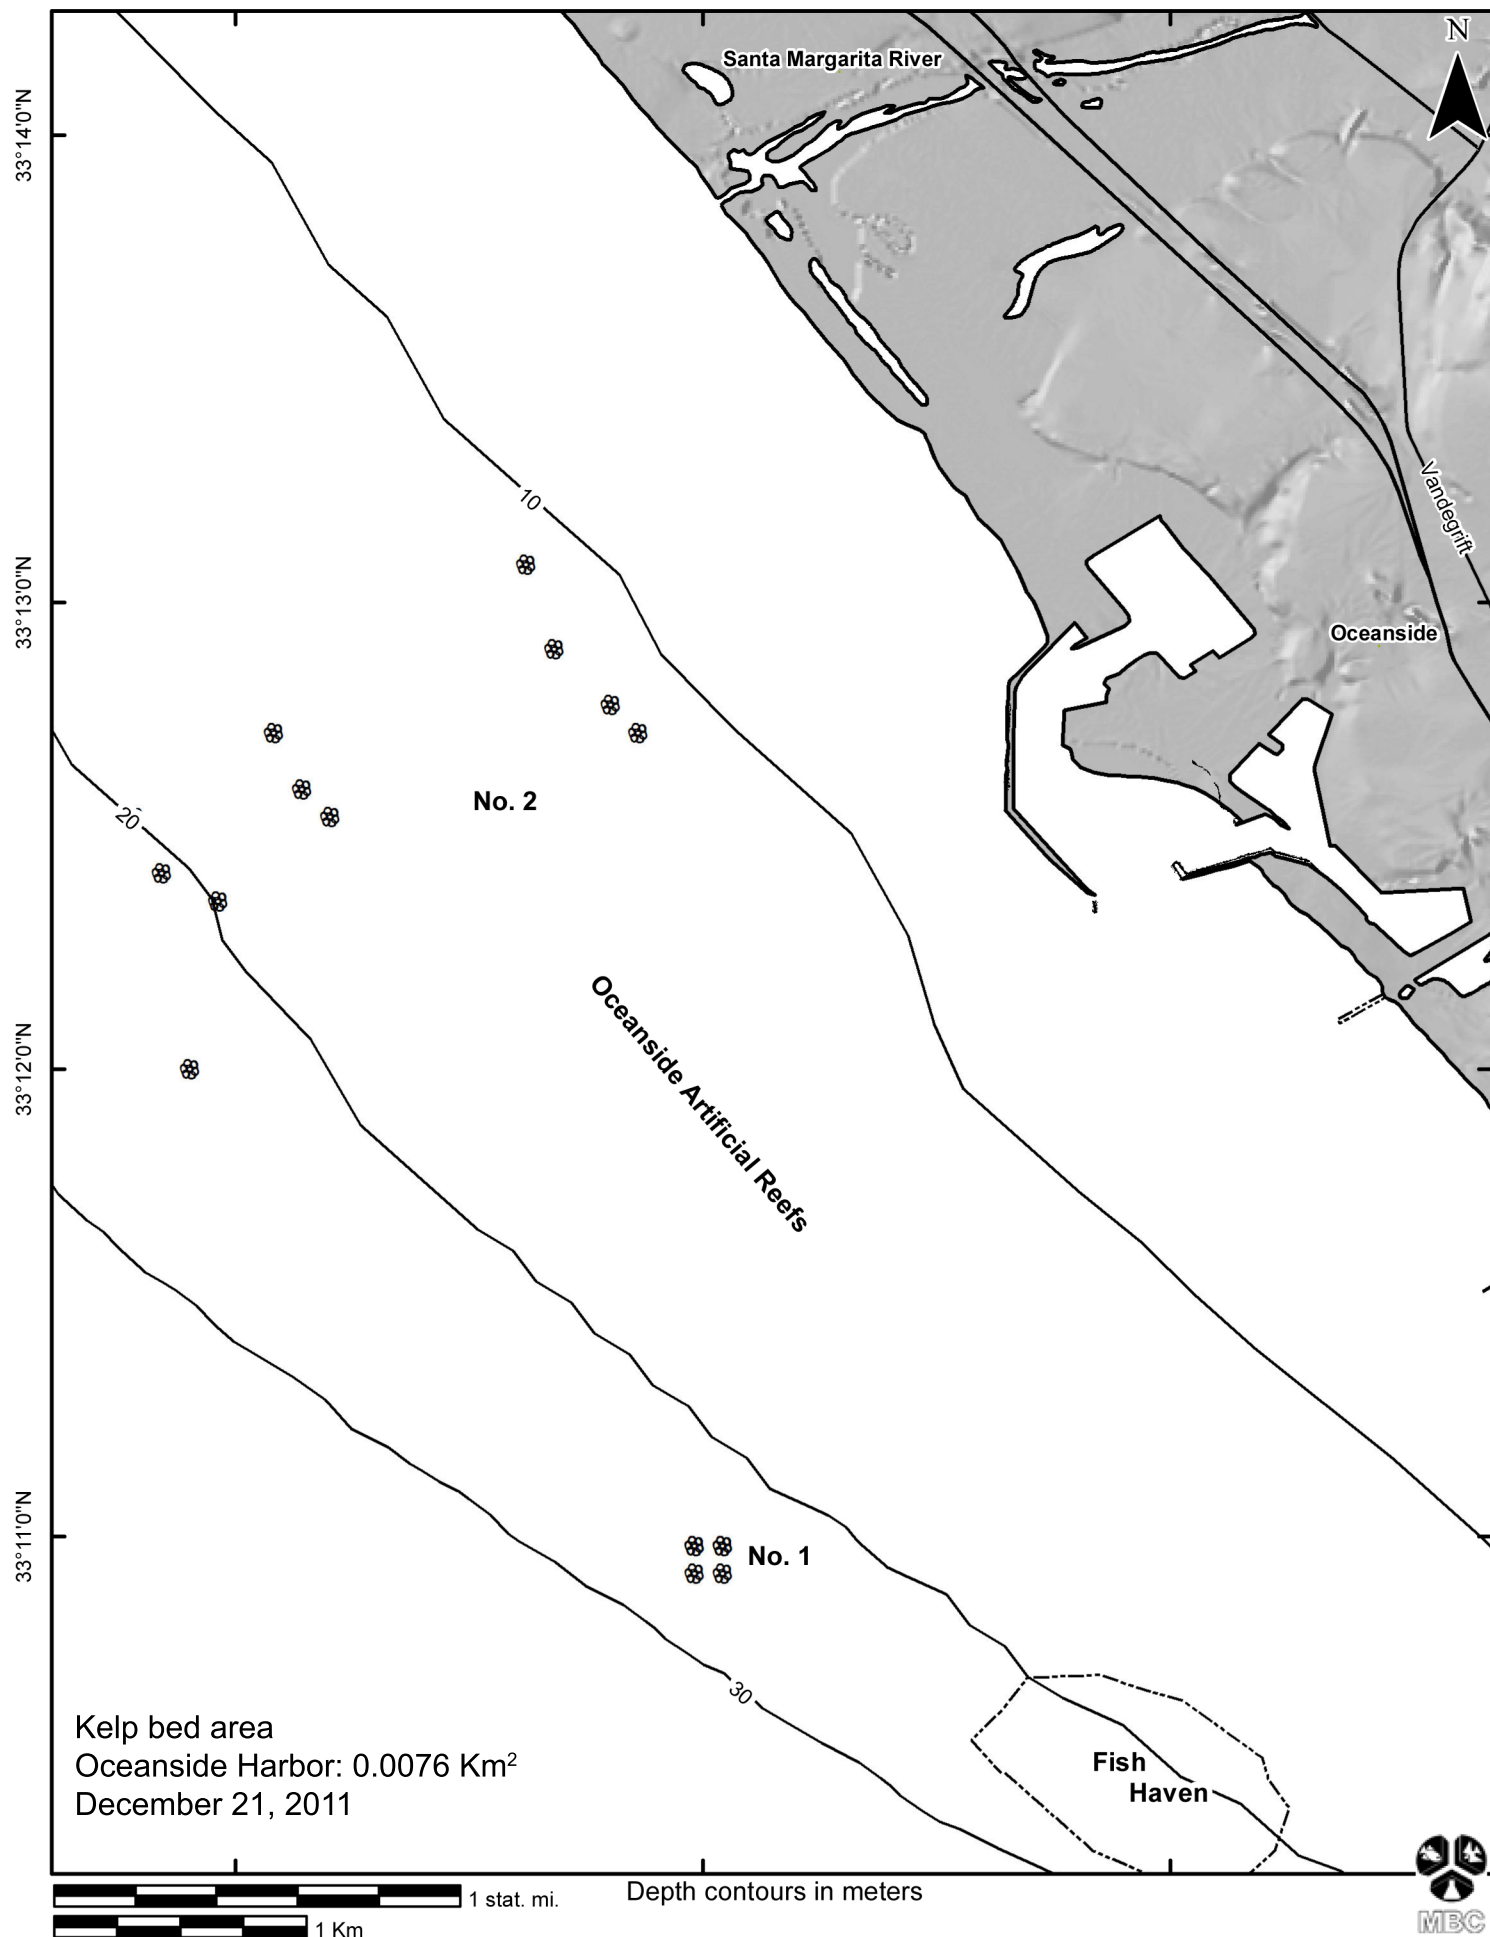 N
Santa Margarita River
33°14'0"N
10
Vandegrift
33°13'0"N
Oceanside
No. 2
20
Oceanside Artificial Reefs
33°12'0"N
33°11'0"N
No. 1
30
Kelp bed area
Oceanside Harbor: 0.0076 Km²
December 21, 2011
Fish
Haven
1 stat. mi.
Depth contours in meters
1 Km
MBC